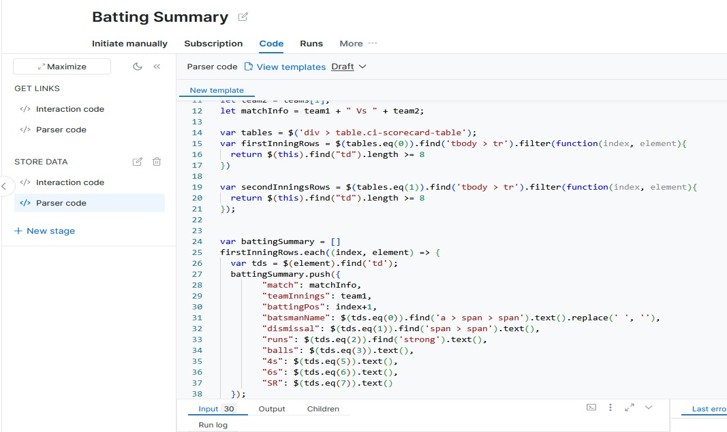 Batting Summary
Initiate manually Subscription Code Runs More ···
Maximize
Parser code View templates Draft
GET LINKS
</> Interaction code
</> Parser code
STORE DATA
</> Interaction code
</> Parser code
+ New stage
New template
11 let team2 = teams[1];
12 let matchInfo = team1 + " Vs " + team2;
13
14 var tables = $('div > table.ci-scorecard-table');
15 var firstInningRows = $(tables.eq(0)).find('tbody > tr').filter(function(index, element){
16 return $(this).find("td").length >= 8
17 })
18
19 var secondInningsRows = $(tables.eq(1)).find('tbody > tr').filter(function(index, element){
20 return $(this).find("td").length >= 8
21 });
22
23
24 var battingSummary = []
25 firstInningRows.each((index, element) => {
26 var tds = $(element).find('td');
27 battingSummary.push({
28 "match": matchInfo,
29 "teamInnings": team1,
30 "battingPos": index+1,
31 "batsmanName": $(tds.eq(0)).find('a > span > span').text().replace(' ', ''),
32 "dismissal": $(tds.eq(1)).find('span > span').text(),
33 "runs": $(tds.eq(2)).find('strong').text(),
34 "balls": $(tds.eq(3)).text(),
35 "4s": $(tds.eq(5)).text(),
36 "6s": $(tds.eq(6)).text(),
37 "SR": $(tds.eq(7)).text()
38 });
Input 30 Output Children
Last erro
Run log